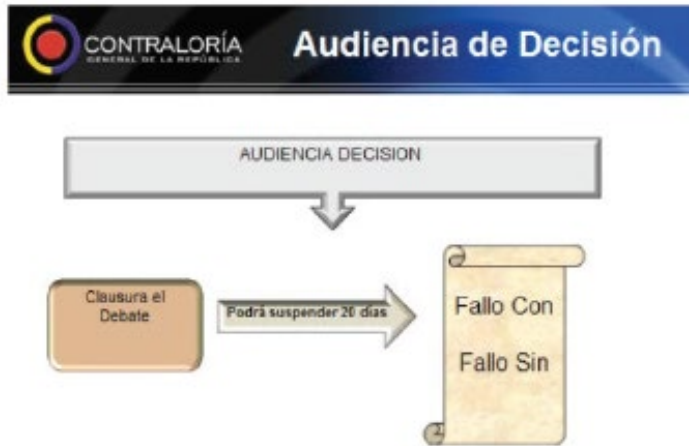 CONTRALORÍA
GENERAL DE LA REPÚBLICA
Audiencia de Decisión
AUDIENCIA DECISION
Clausura el
Debate
Podrá suspender 20 días
Fallo Con
Fallo Sin